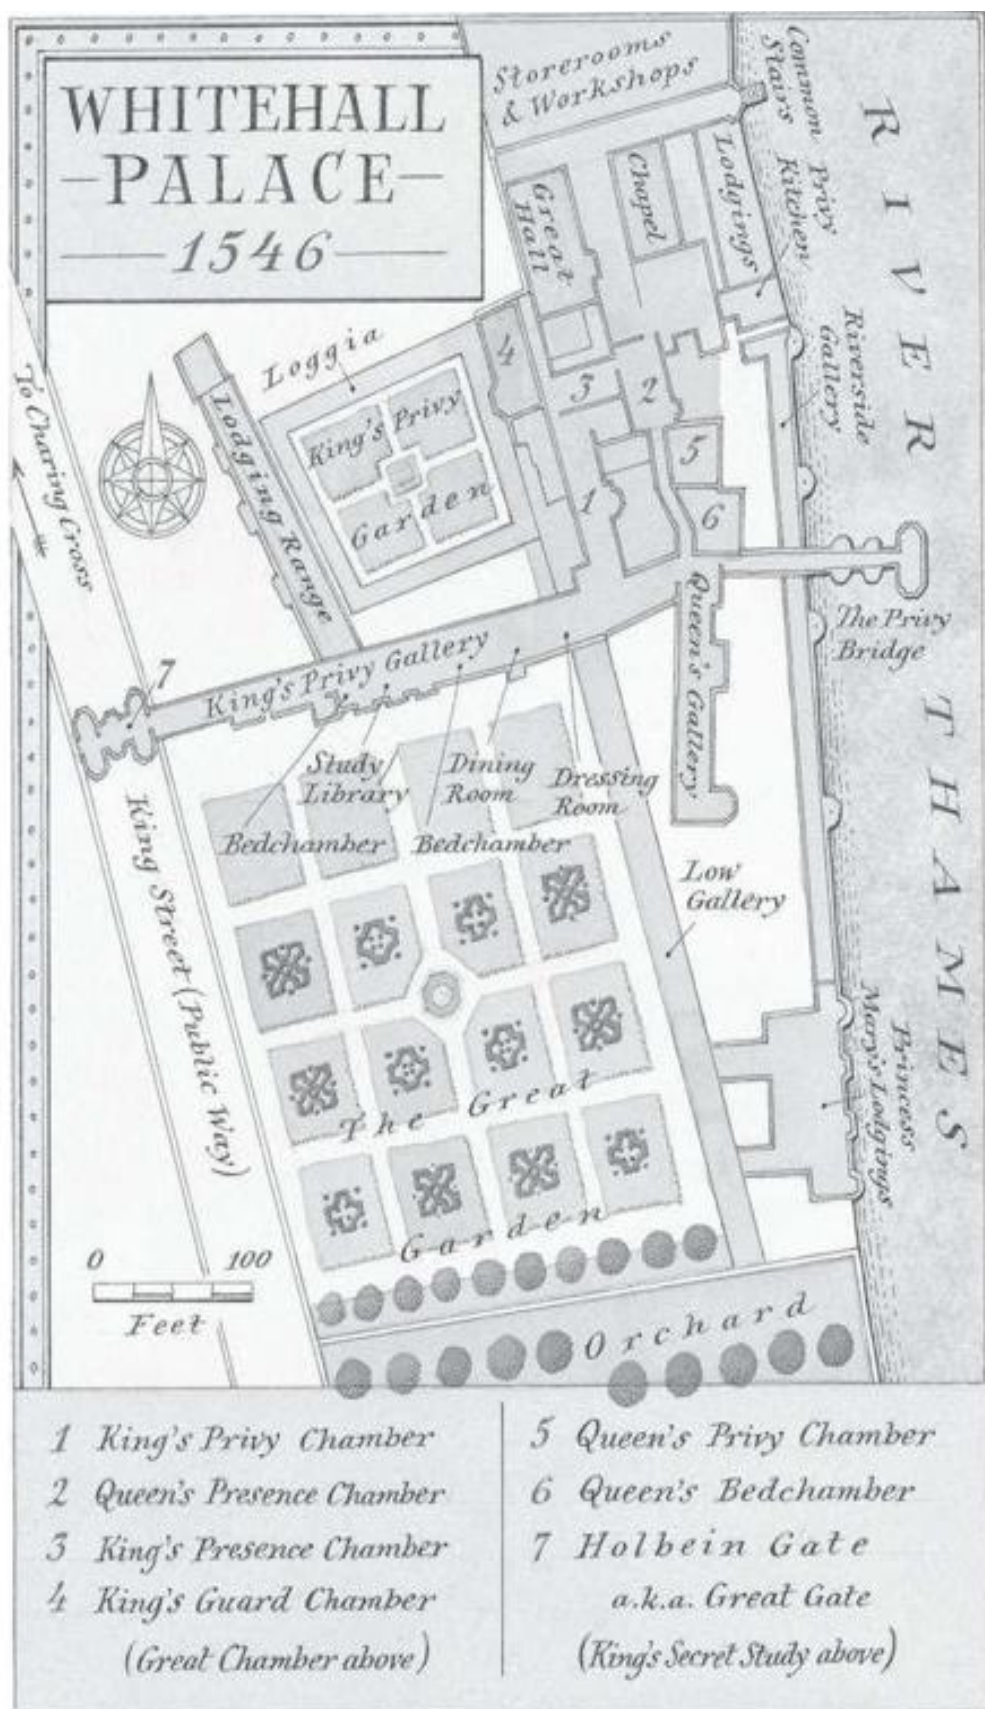 WHITEHALL
PALACE
1546
Storerooms
& Workshops
Common
Stairs
Privy
Kitchen
RIVER THAMES
Lodgings
Chapel
Great
Hall
Loggia
4
3
2
5
1
6
Riverside
Gallery
To Charing Cross
Lodging Range
King's Privy
Garden
The Privy
Bridge
Queen's Gallery
King's Privy Gallery
7
Study
Library
Dining
Room
Dressing
Room
Bedchamber
Bedchamber
King Street (Public Way)
Low
Gallery
The Great
Garden
Princess
Mary's Lodgings
0 100
Feet
Orchard
1 King's Privy Chamber
2 Queen's Presence Chamber
3 King's Presence Chamber
4 King's Guard Chamber
(Great Chamber above)
5 Queen's Privy Chamber
6 Queen's Bedchamber
7 Holbein Gate
a.k.a. Great Gate
(King's Secret Study above)